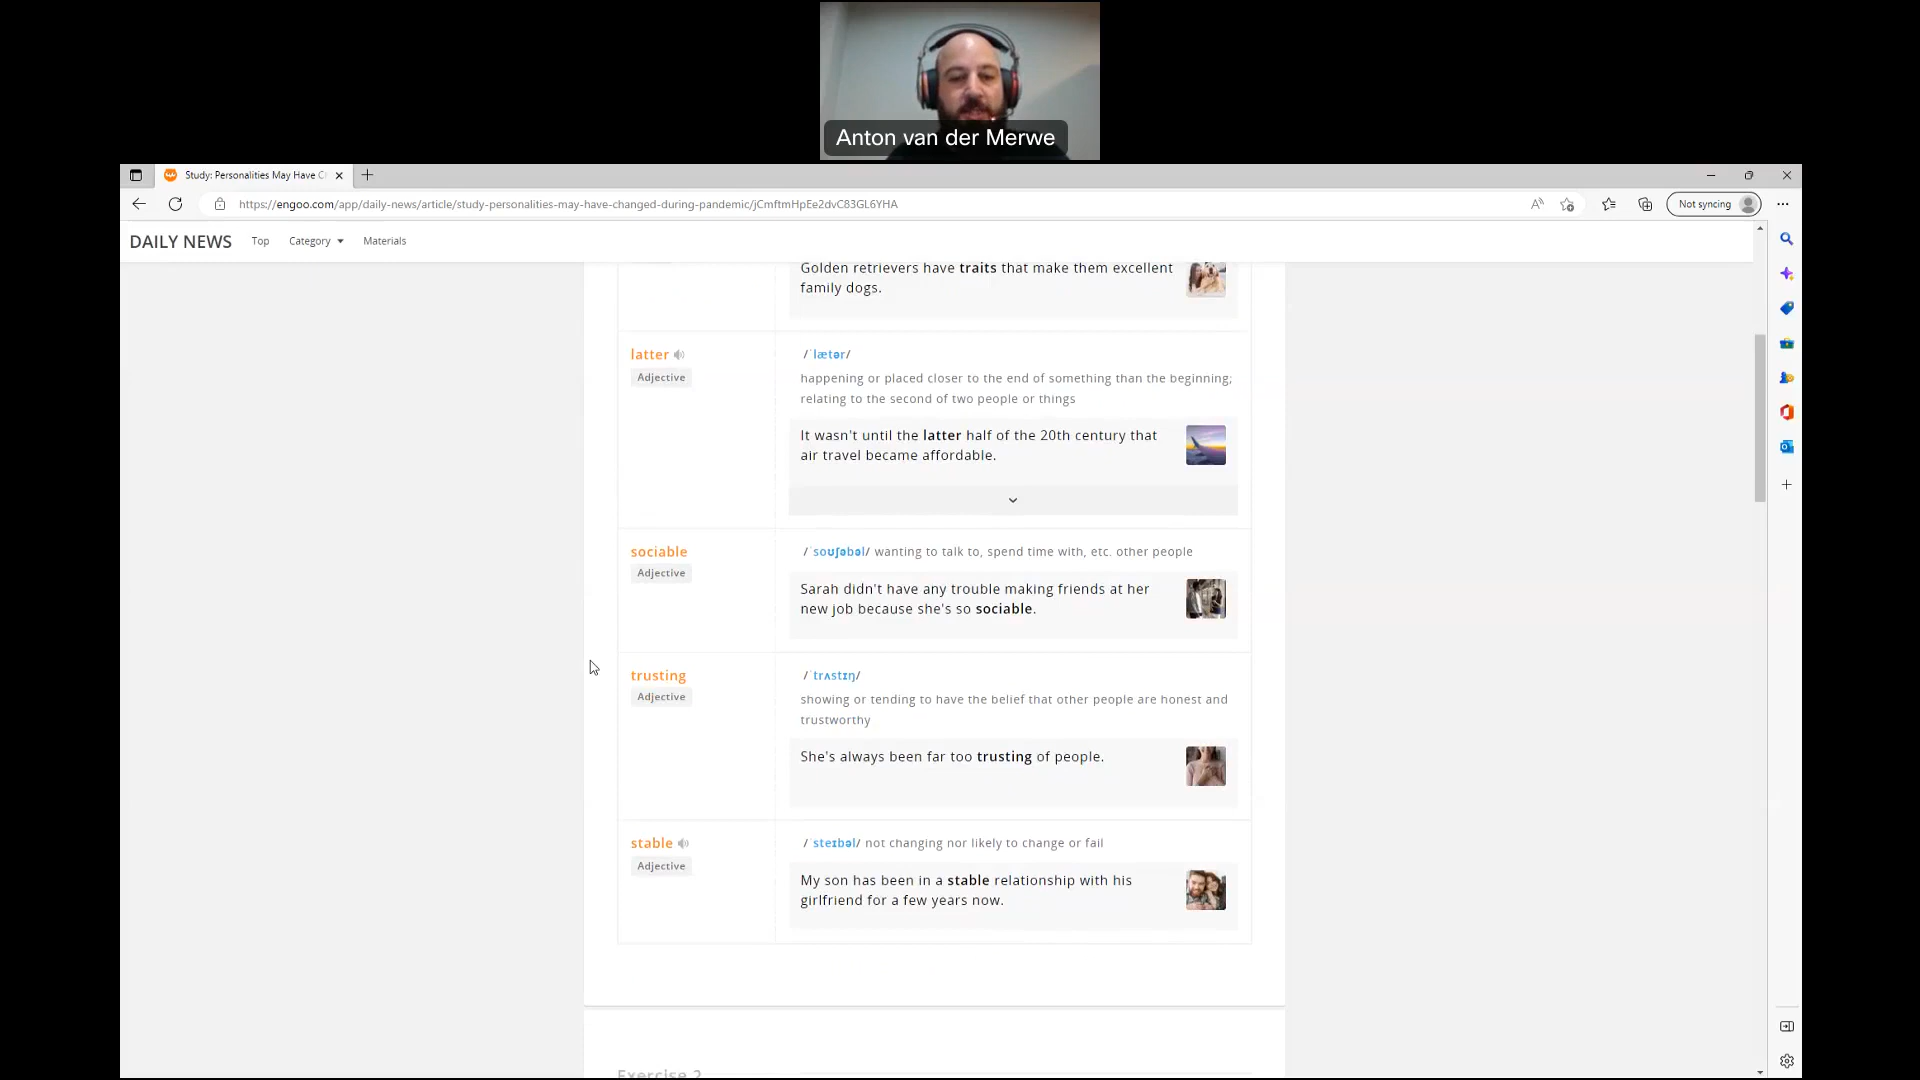 Anton van der Merwe
Study: Personalities May Have C
https://engoo.com/app/daily-news/article/study-personalities-may-have-changed-during-pandemic/jCmftmHpEe2dvC83GL6YHA
Not syncing
DAILY NEWS Top Category Materials
Golden retrievers have traits that make them excellent
family dogs.
latter /ˈlætər/
Adjective
happening or placed closer to the end of something than the beginning;
relating to the second of two people or things
It wasn't until the latter half of the 20th century that
air travel became affordable.
sociable /ˈsoʊʃəbəl/ wanting to talk to, spend time with, etc. other people
Adjective
Sarah didn't have any trouble making friends at her
new job because she's so sociable.
trusting /ˈtrʌstɪŋ/
Adjective
showing or tending to have the belief that other people are honest and
trustworthy
She's always been far too trusting of people.
stable /ˈsteɪbəl/ not changing nor likely to change or fail
Adjective
My son has been in a stable relationship with his
girlfriend for a few years now.
Exercise 2